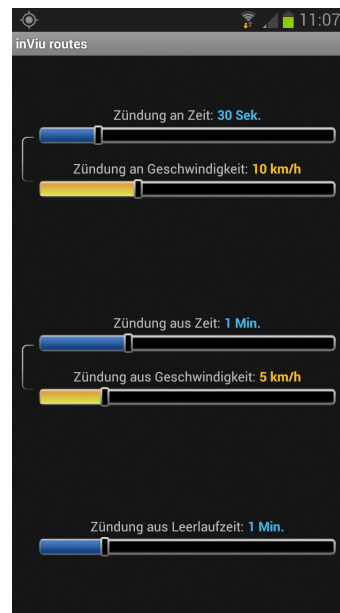 11:07
inViu routes
Zündung an Zeit: 30 Sek.
Zündung an Geschwindigkeit: 10 km/h
Zündung aus Zeit: 1 Min.
Zündung aus Geschwindigkeit: 5 km/h
Zündung aus Leerlaufzeit: 1 Min.